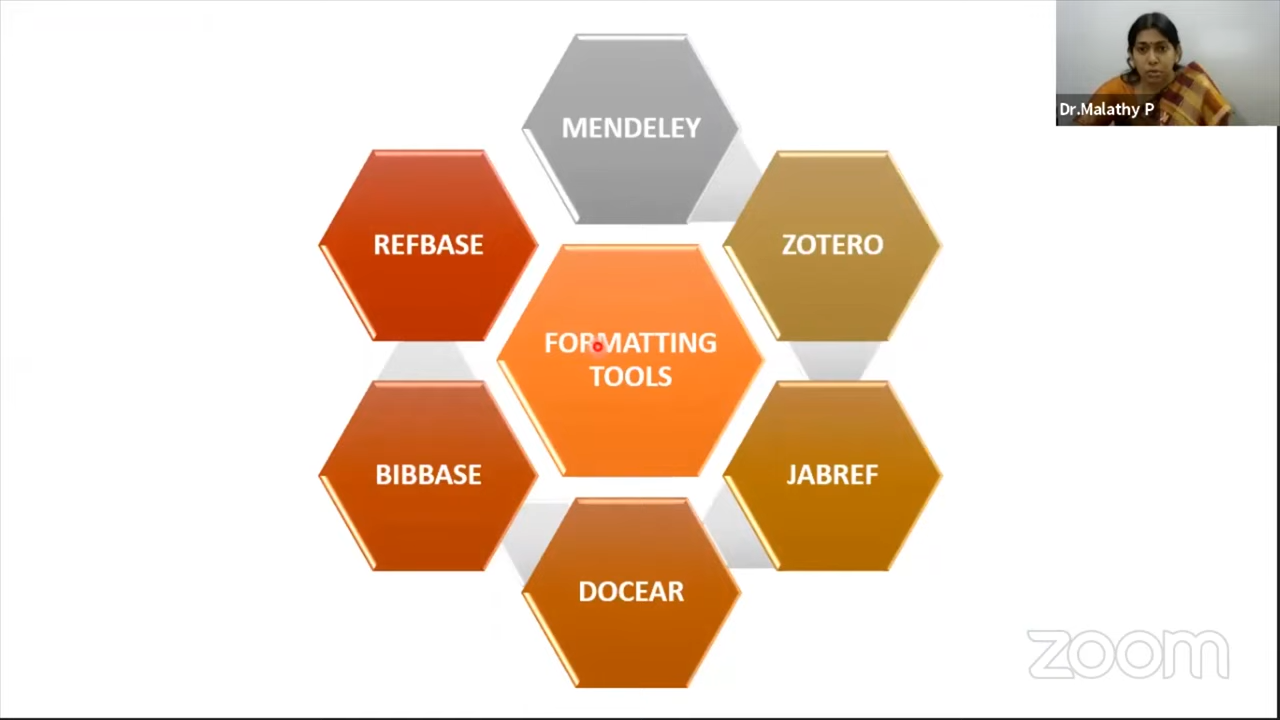 MENDELEY
Dr.Malathy P
REFBASE
ZOTERO
FORMATTING
TOOLS
BIBBASE
JABREF
DOCEAR
zoom